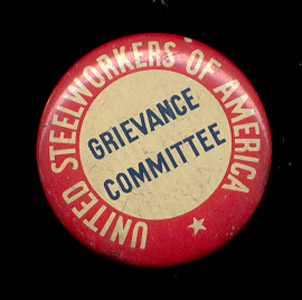 UNITED STEELWORKERS OF AMERICA
GRIEVANCE
COMMITTEE